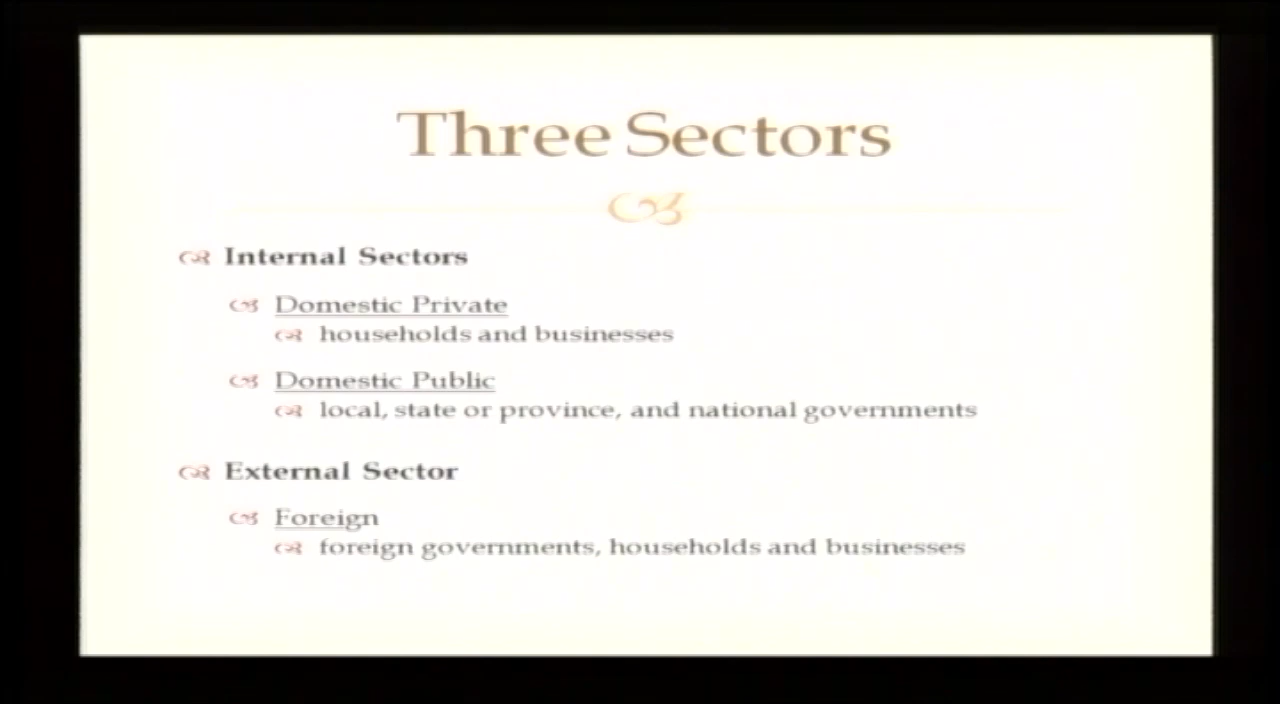 Three Sectors
Internal Sectors
Domestic Private
households and businesses
Domestic Public
local, state or province, and national governments
External Sector
Foreign
foreign governments, households and businesses